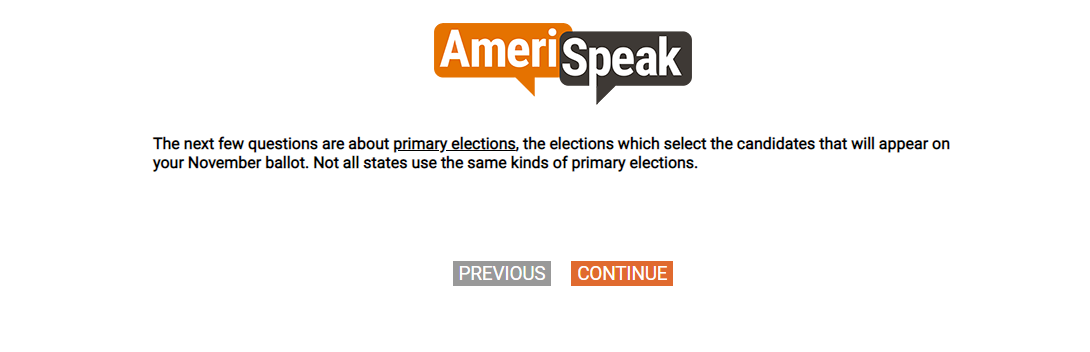 AmeriSpeak
The next few questions are about primary elections, the elections which select the candidates that will appear on
your November ballot. Not all states use the same kinds of primary elections.
PREVIOUS CONTINUE